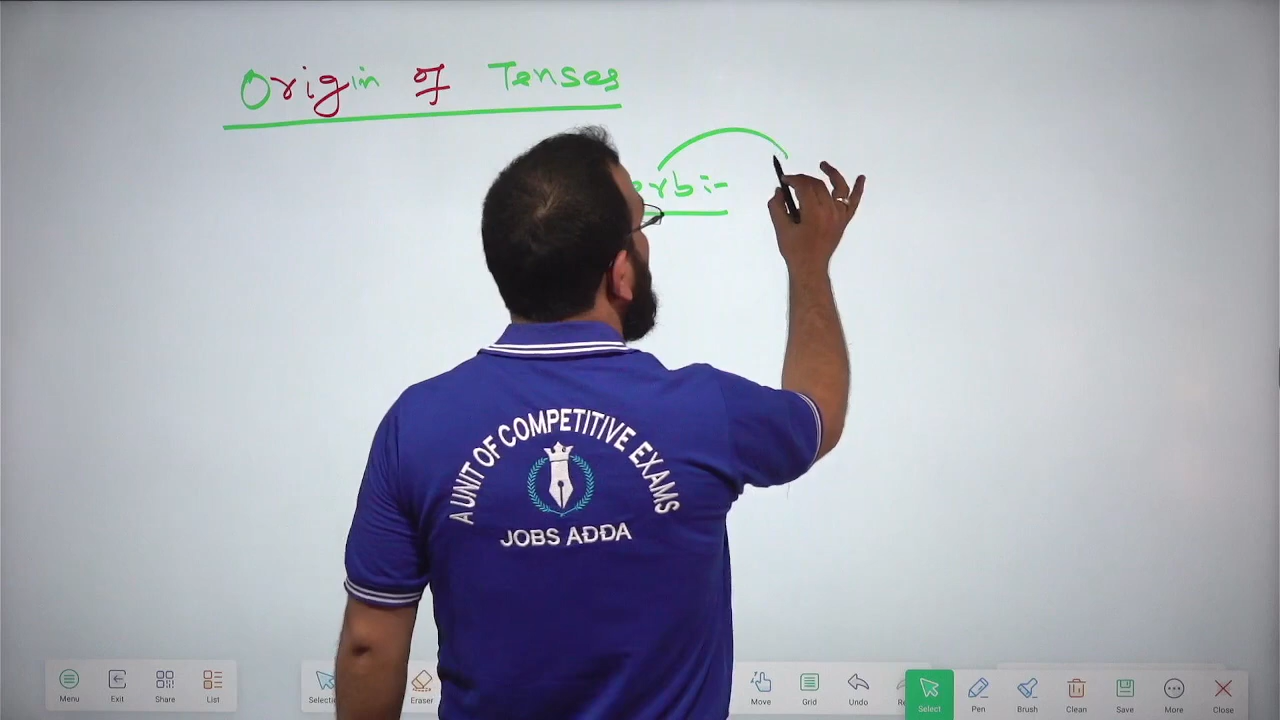 Origin of Tenses
erb:-
A UNIT OF COMPETITIVE EXAMS
JOBS ADDA
Menu Exit Share List Eraser Move Grid Undo Select Pen Brush Clean Save More Close